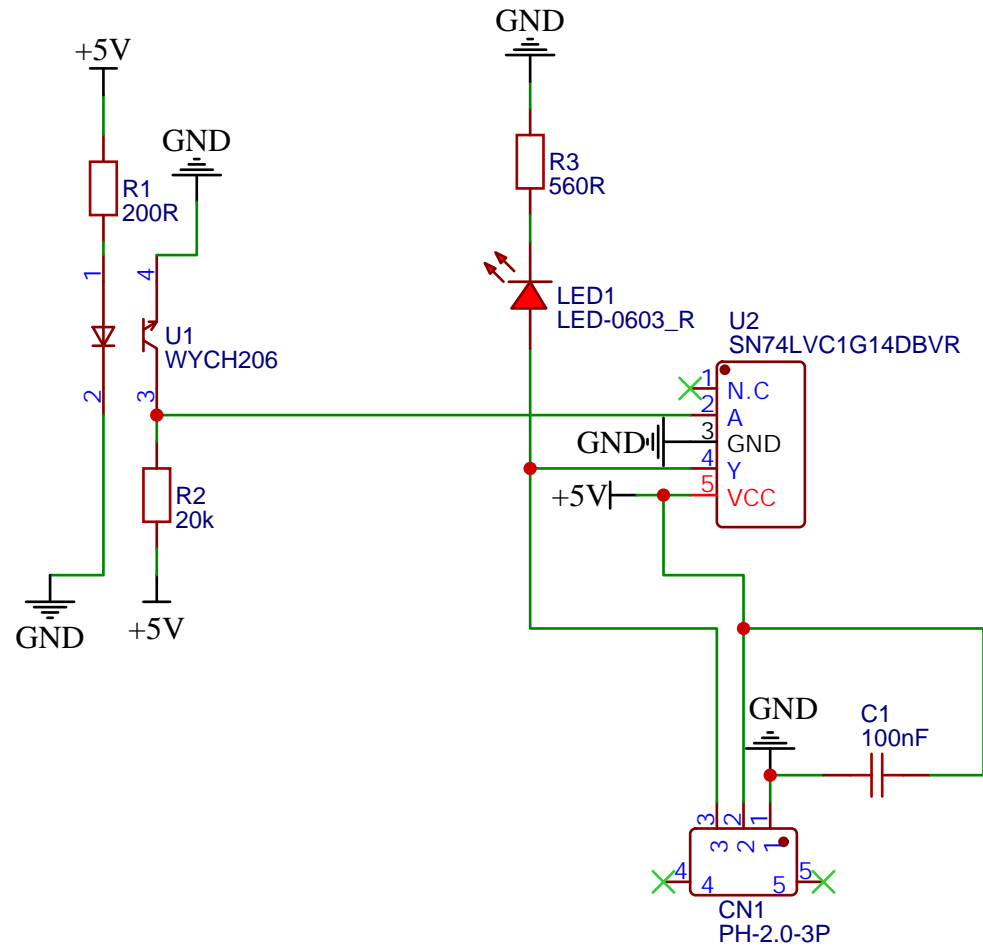 GND
+5V
R3
560R
GND
R1
200R
1
4
LED1
LED-0603_R
U1
WYCH206
U2
SN74LVC1G14DBVR
2
3
1
N.C
2
A
GND
3
GND
4
Y
+5V
5
VCC
R2
20k
GND
+5V
GND
C1
100nF
3
2
1
3
2
1
4
4
5
5
CN1
PH-2.0-3P